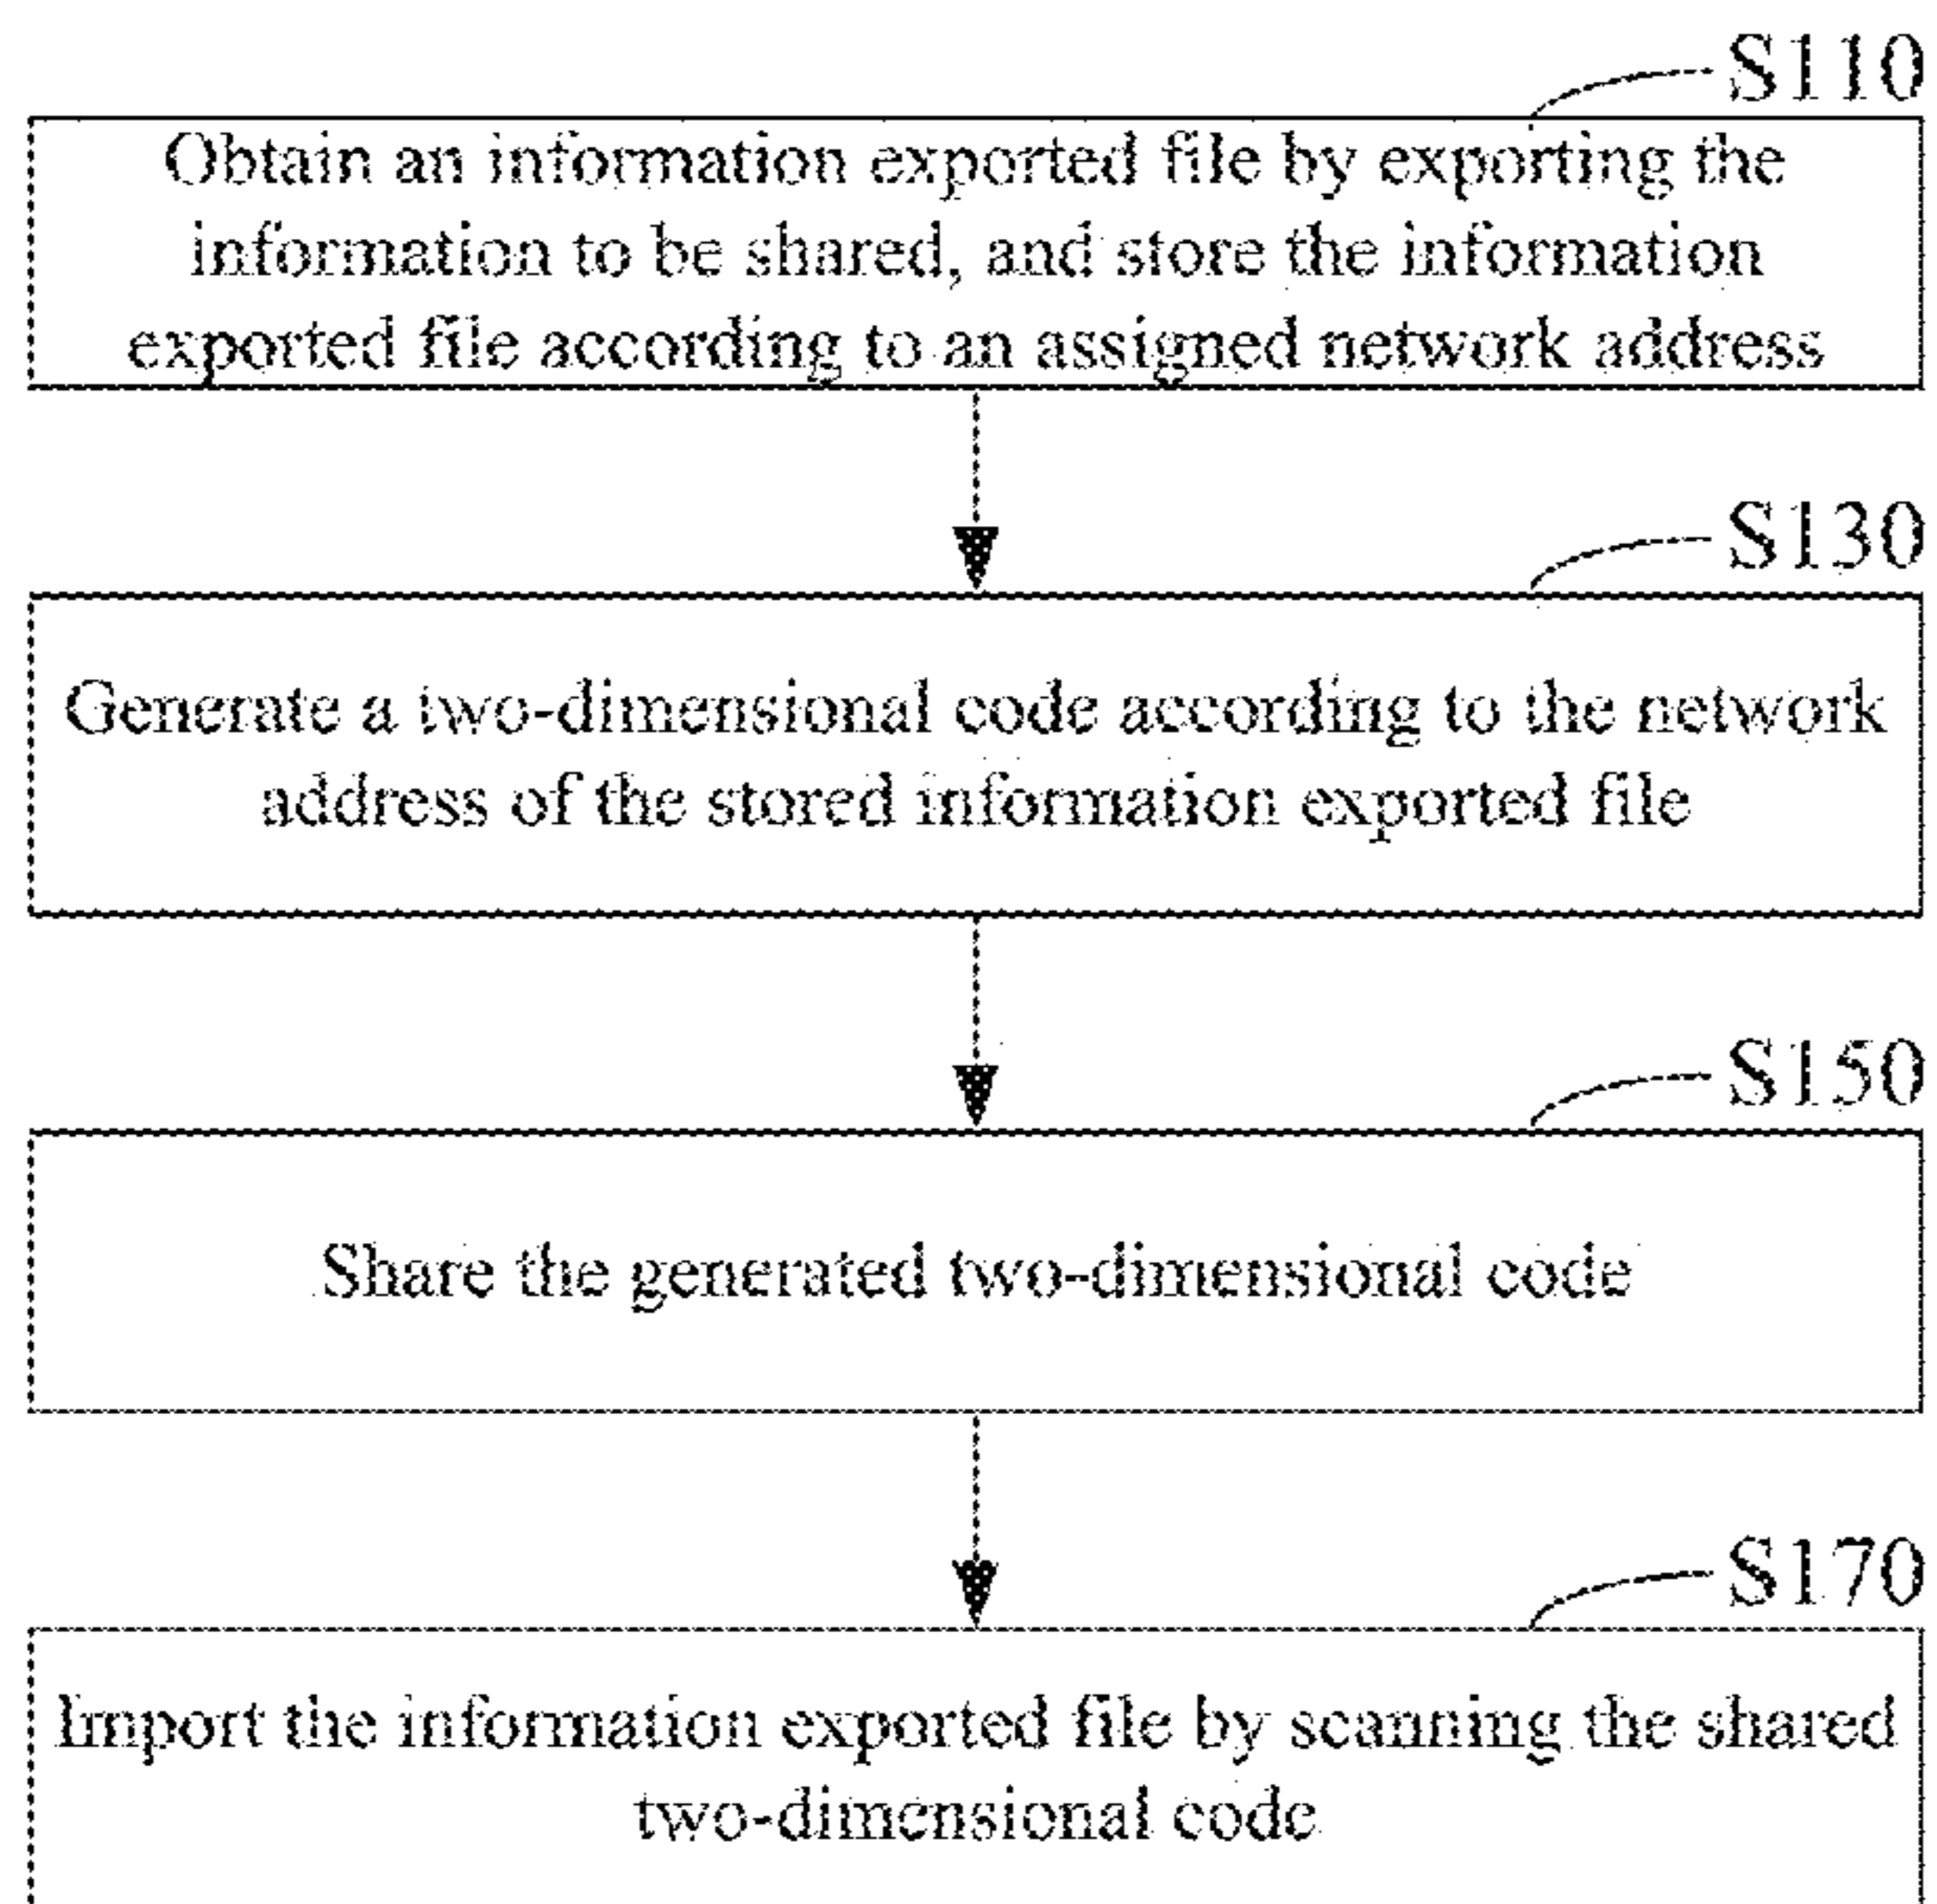 S110
Obtain an information exported file by exporting the
information to be shared, and store the information
exported file according to an assigned network address
S130
Generate a two-dimensional code according to the network
address of the stored information exported file
S150
Share the generated two-dimensional code
S170
Import the information exported file by scanning the shared
two-dimensional code